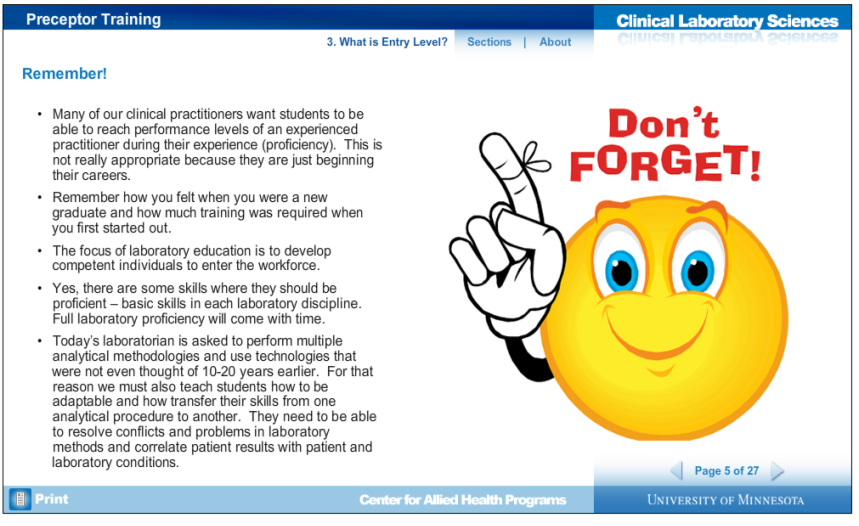 Preceptor Training
Clinical Laboratory Sciences
3. What is Entry Level?
Sections | About
Remember!
• Many of our clinical practitioners want students to be
able to reach performance levels of an experienced
practitioner during their experience (proficiency). This is
not really appropriate because they are just beginning
their careers.
• Remember how you felt when you were a new
graduate and how much training was required when
you first started out.
• The focus of laboratory education is to develop
competent individuals to enter the workforce.
• Yes, there are some skills where they should be
proficient – basic skills in each laboratory discipline.
Full laboratory proficiency will come with time.
• Today's laboratorian is asked to perform multiple
analytical methodologies and use technologies that
were not even thought of 10-20 years earlier. For that
reason we must also teach students how to be
adaptable and how transfer their skills from one
analytical procedure to another. They need to be able
to resolve conflicts and problems in laboratory
methods and correlate patient results with patient and
laboratory conditions.
Don't
FORGET!
Page 5 of 27
Print
Center for Allied Health Programs
UNIVERSITY OF MINNESOTA